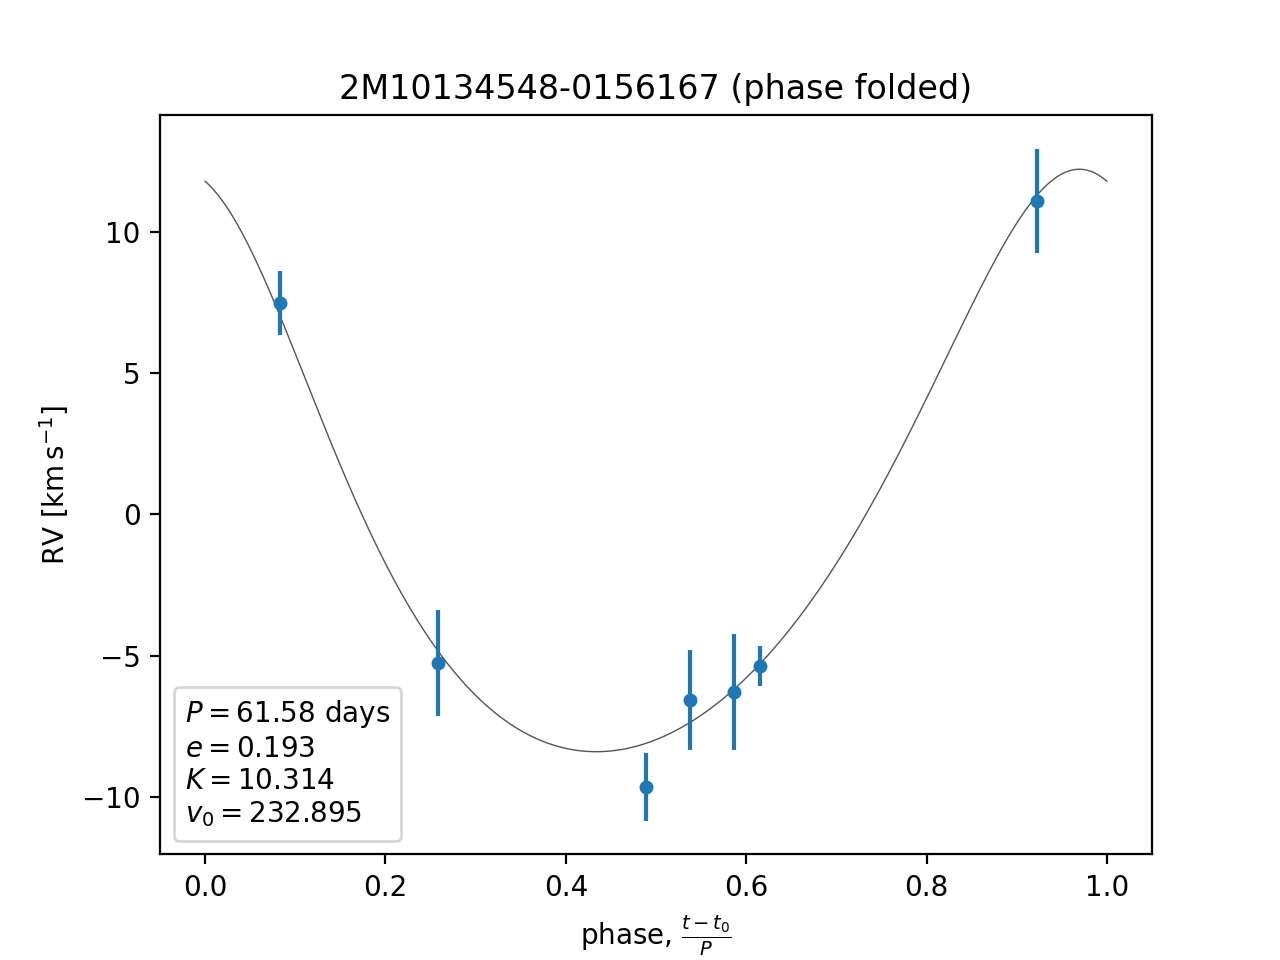 2M10134548-0156167 (phase folded)
10
5
0
−5
−10
RV [km s⁻¹]
P = 61.58 days
e = 0.193
K = 10.314
v₀ = 232.895
0.0 0.2 0.4 0.6 0.8 1.0
phase, (t − t₀)/P